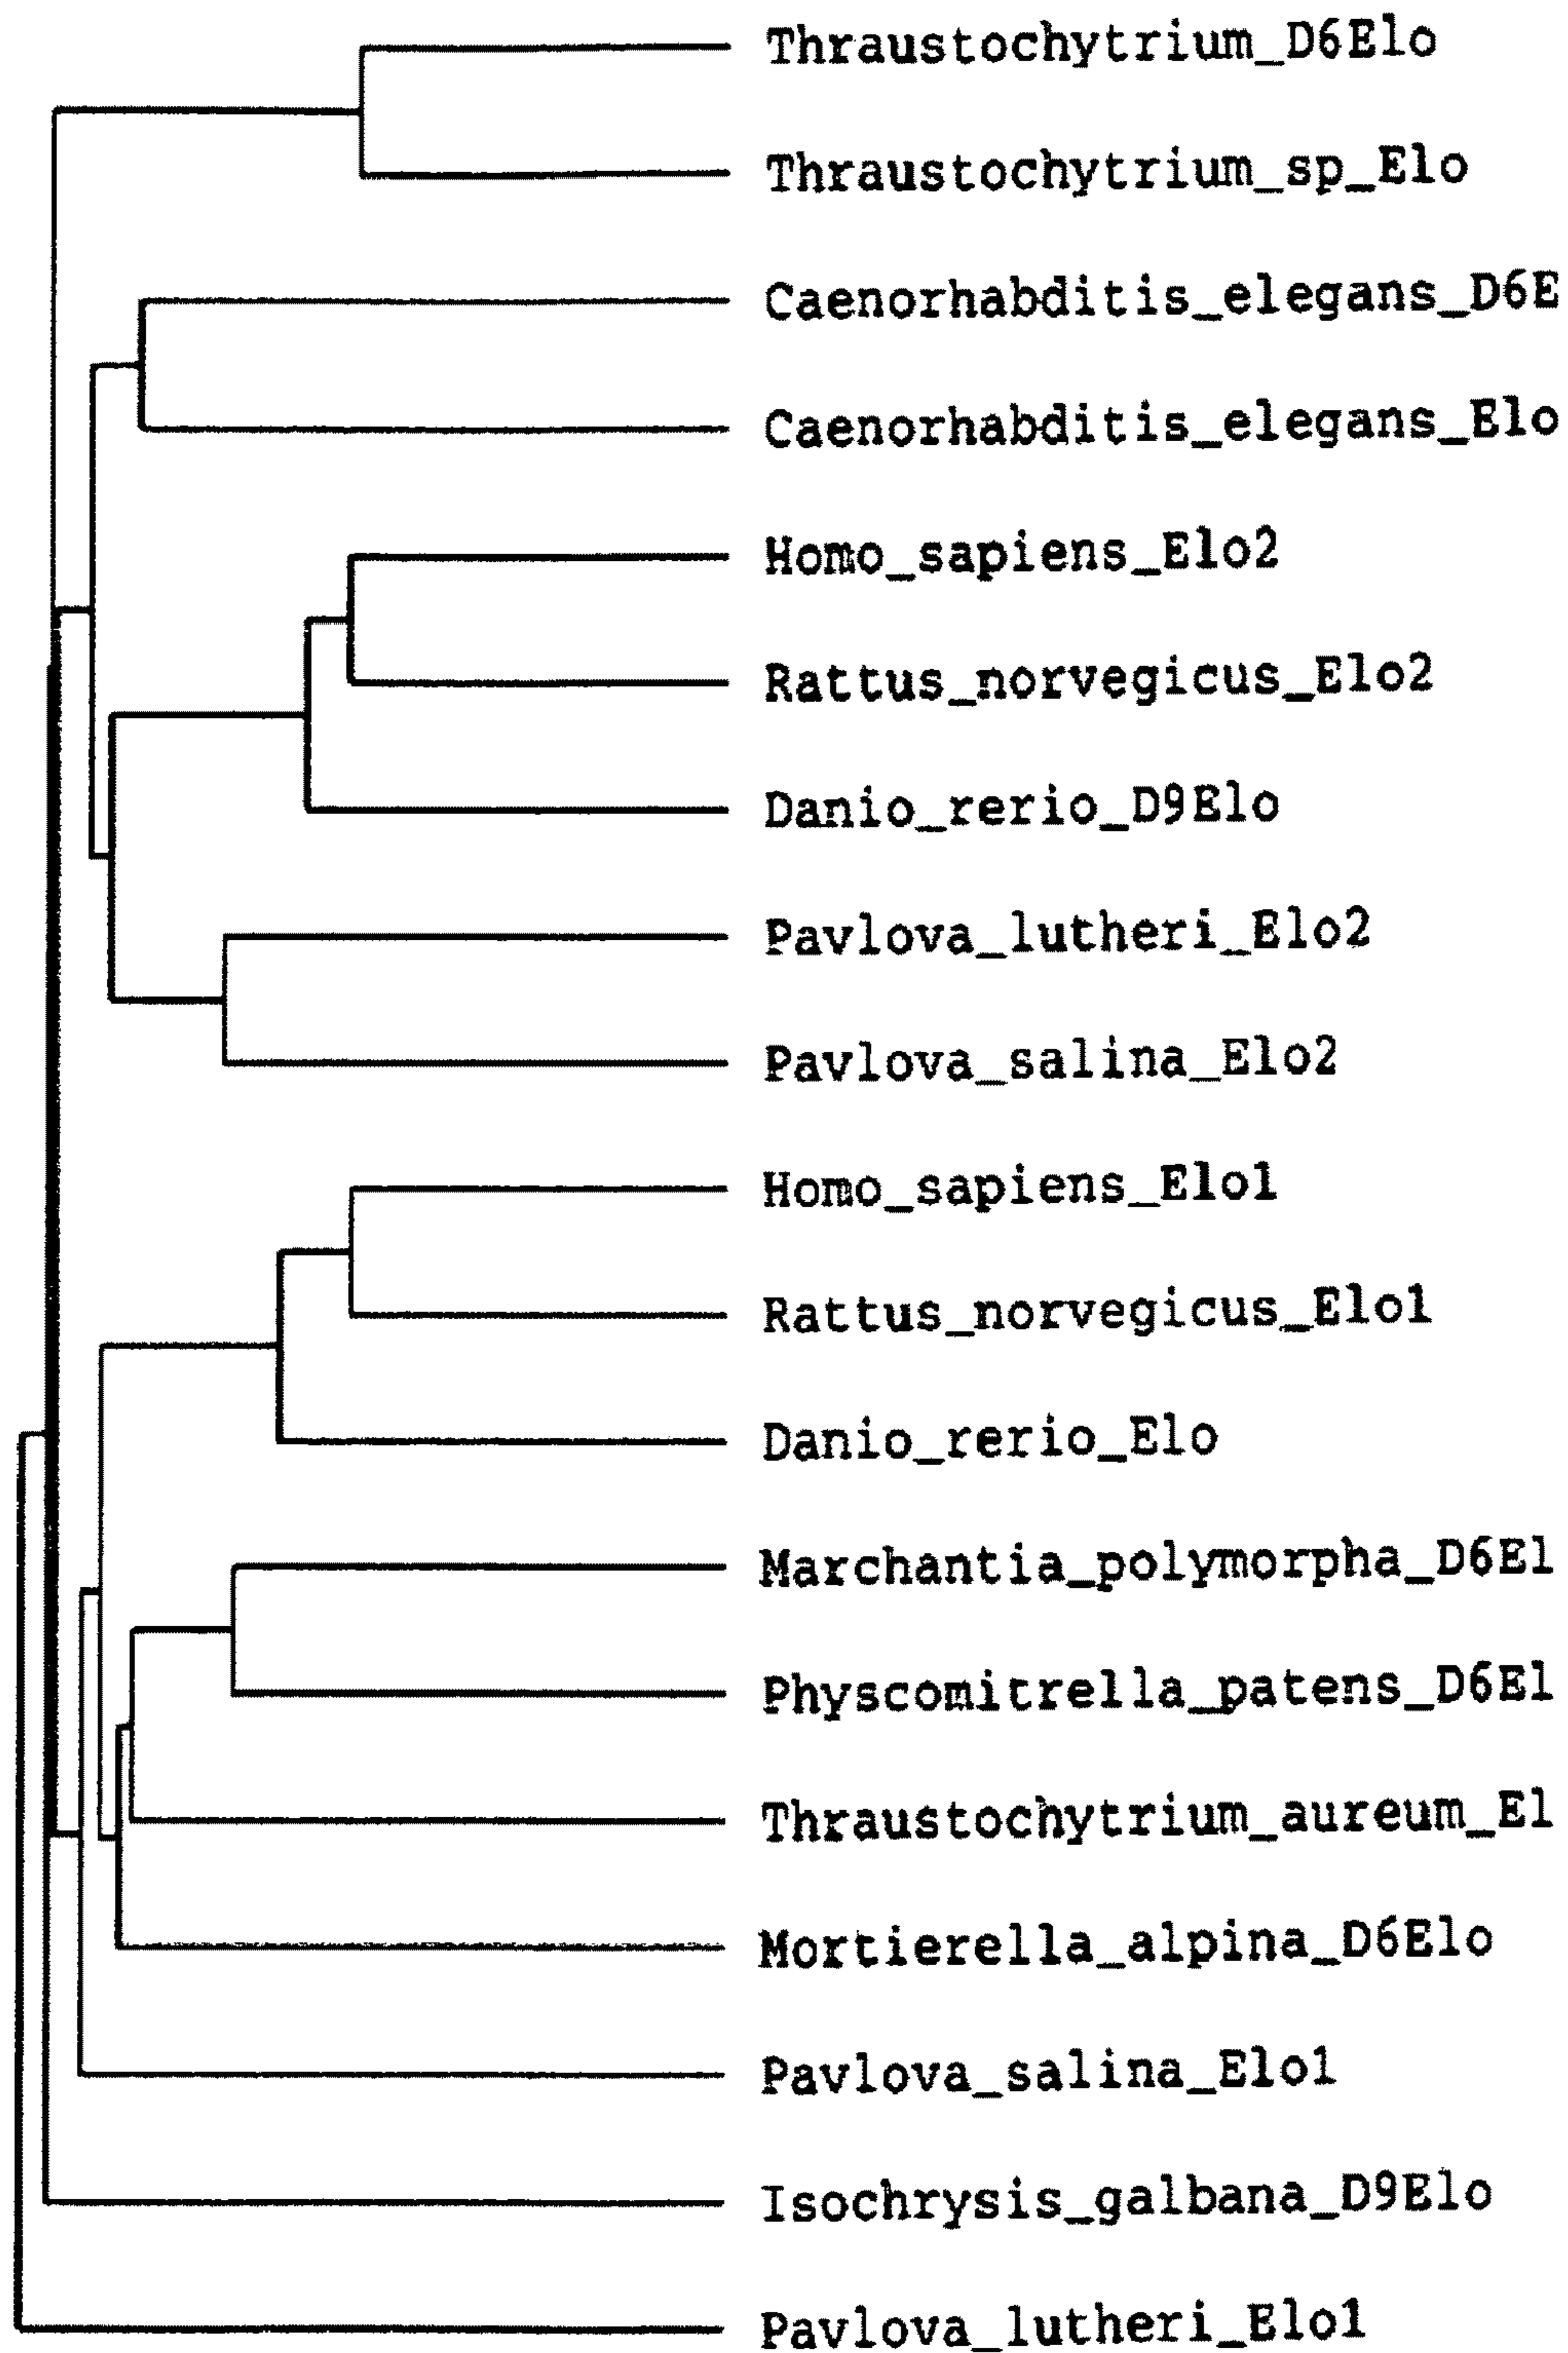 Thraustochytrium_D6Elo
Thraustochytrium_sp_Elo
Caenorhabditis_elegans_D6E
Caenorhabditis_elegans_Elo
Homo_sapiens_Elo2
Rattus_norvegicus_Elo2
Danio_rerio_D9Elo
Pavlova_lutheri_Elo2
Pavlova_salina_Elo2
Homo_sapiens_Elo1
Rattus_norvegicus_Elo1
Danio_rerio_Elo
Marchantia_polymorpha_D6El
Physcomitrella_patens_D6El
Thraustochytrium_aureum_El
Mortierella_alpina_D6Elo
Pavlova_salina_Elo1
Isochrysis_galbana_D9Elo
Pavlova_lutheri_Elo1